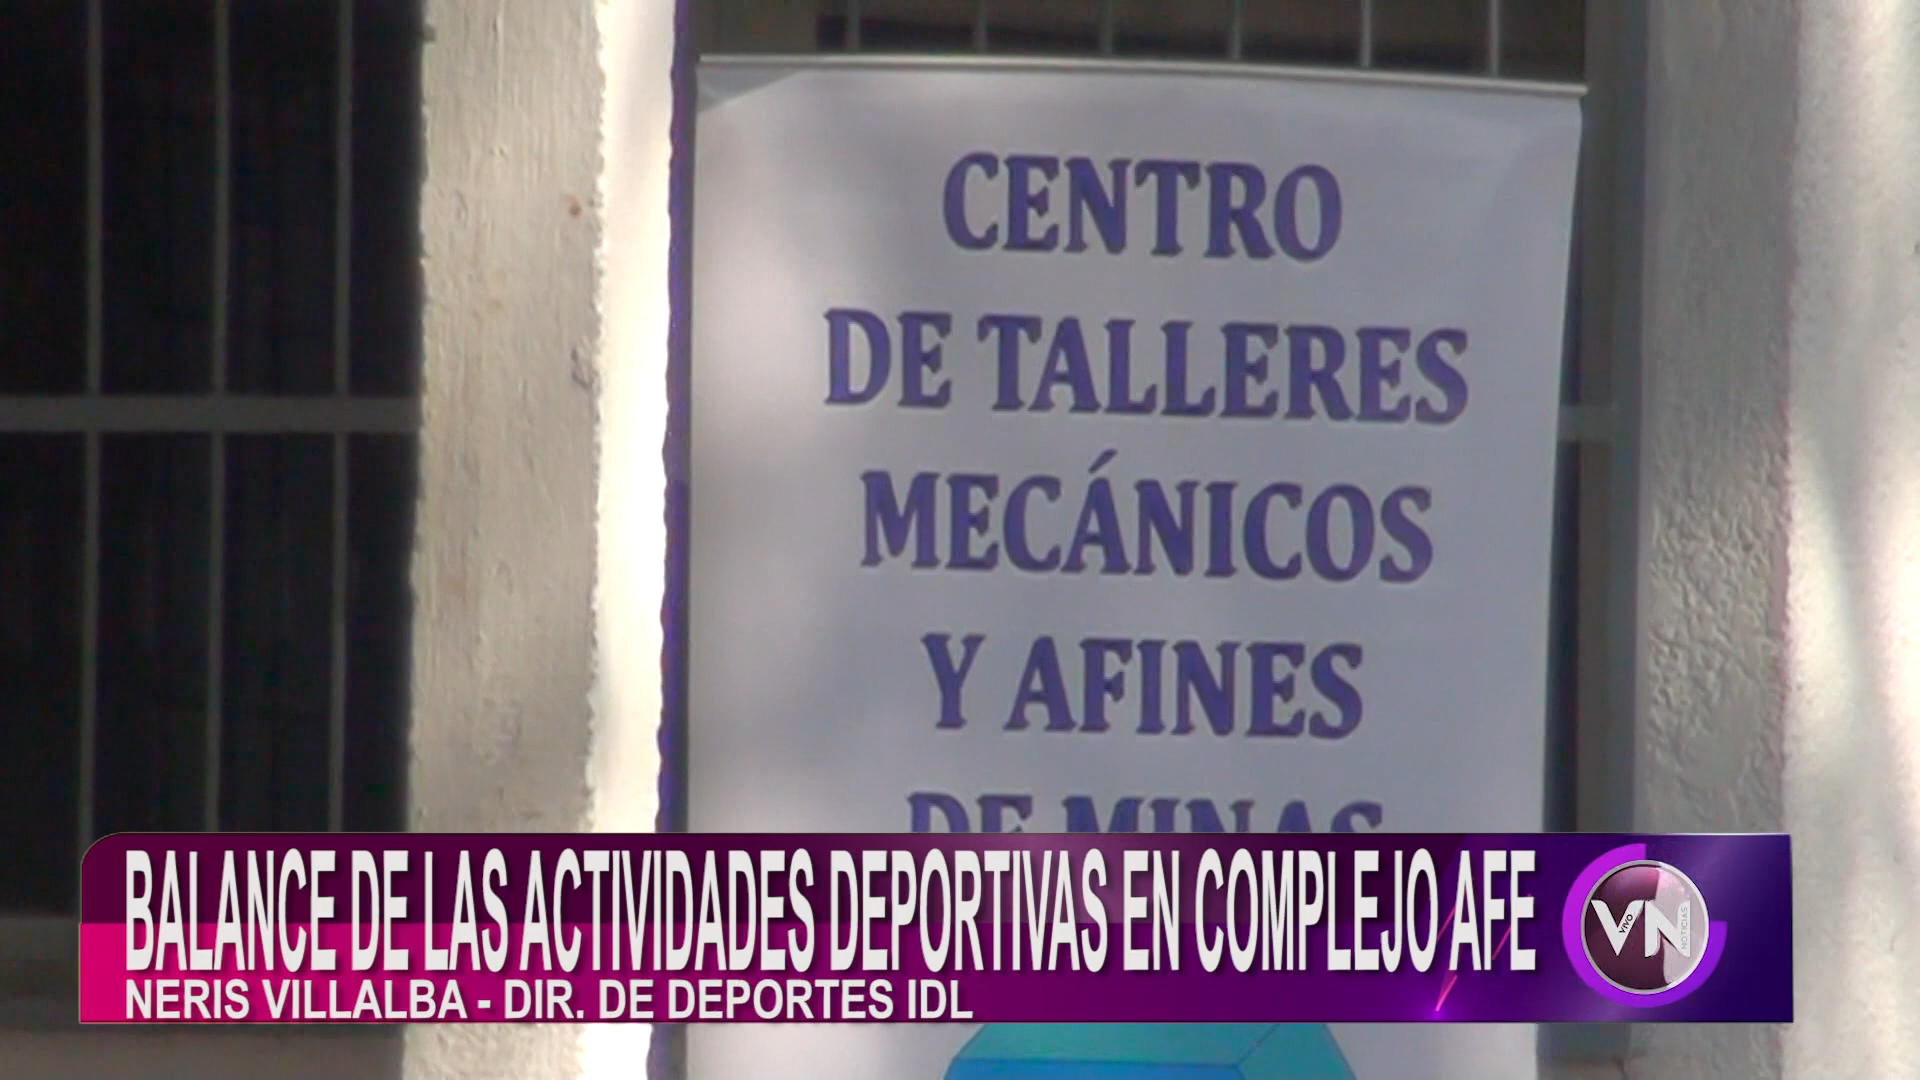 CENTRO
DE TALLERES
MECÁNICOS
Y AFINES
DE MINAS
BALANCE DE LAS ACTIVIDADES DEPORTIVAS EN COMPLEJO AFE
NERIS VILLALBA - DIR. DE DEPORTES IDL
VN
VIVO
NOTICIAS